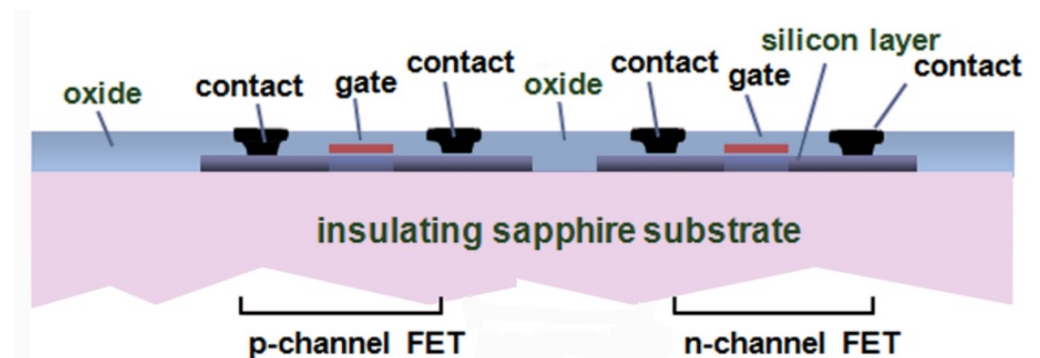 silicon layer
contact
contact
contact
gate
gate
contact
oxide
oxide
insulating sapphire substrate
p-channel FET
n-channel FET